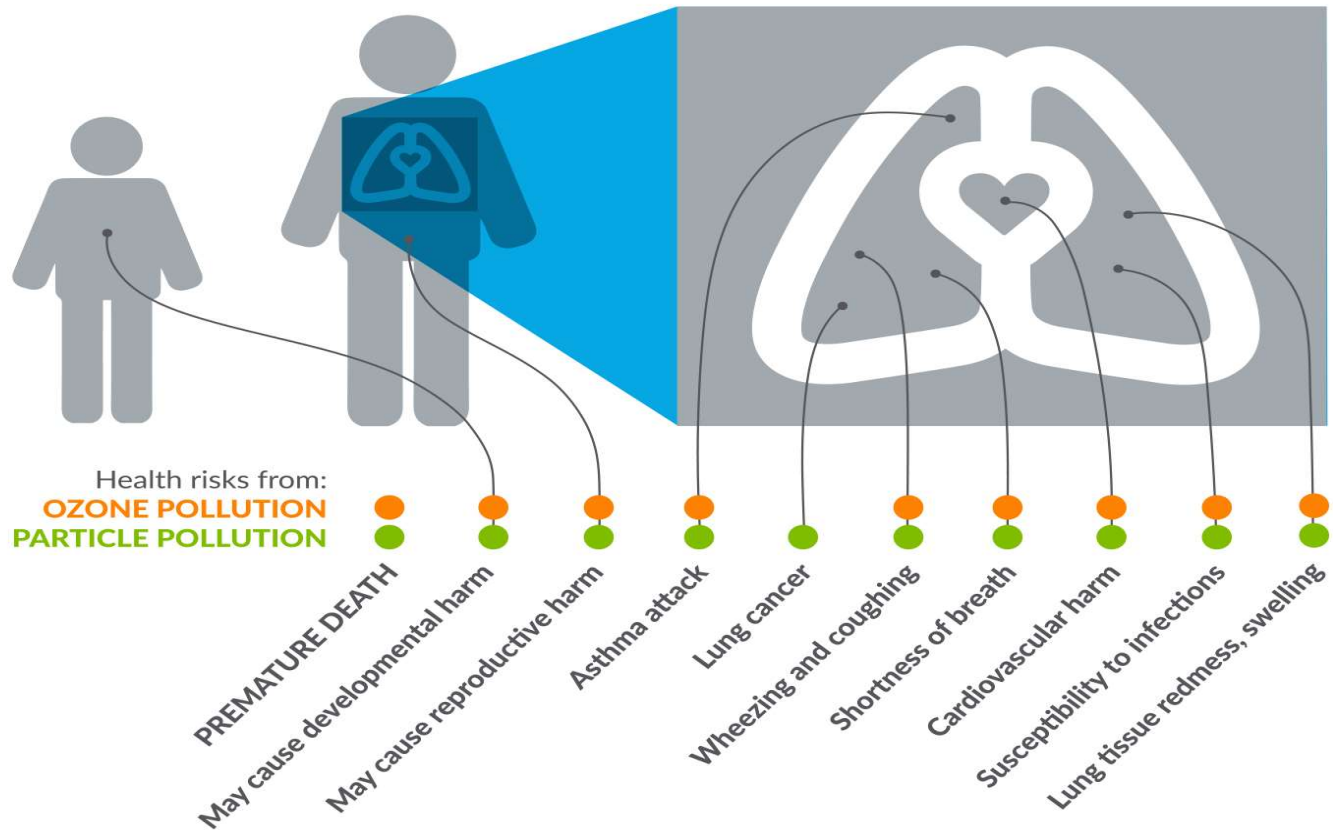 Health risks from:
OZONE POLLUTION
PARTICLE POLLUTION
PREMATURE DEATH
May cause developmental harm
May cause reproductive harm
Asthma attack
Lung cancer
Wheezing and coughing
Shortness of breath
Cardiovascular harm
Susceptibility to infections
Lung tissue redmess, swelling